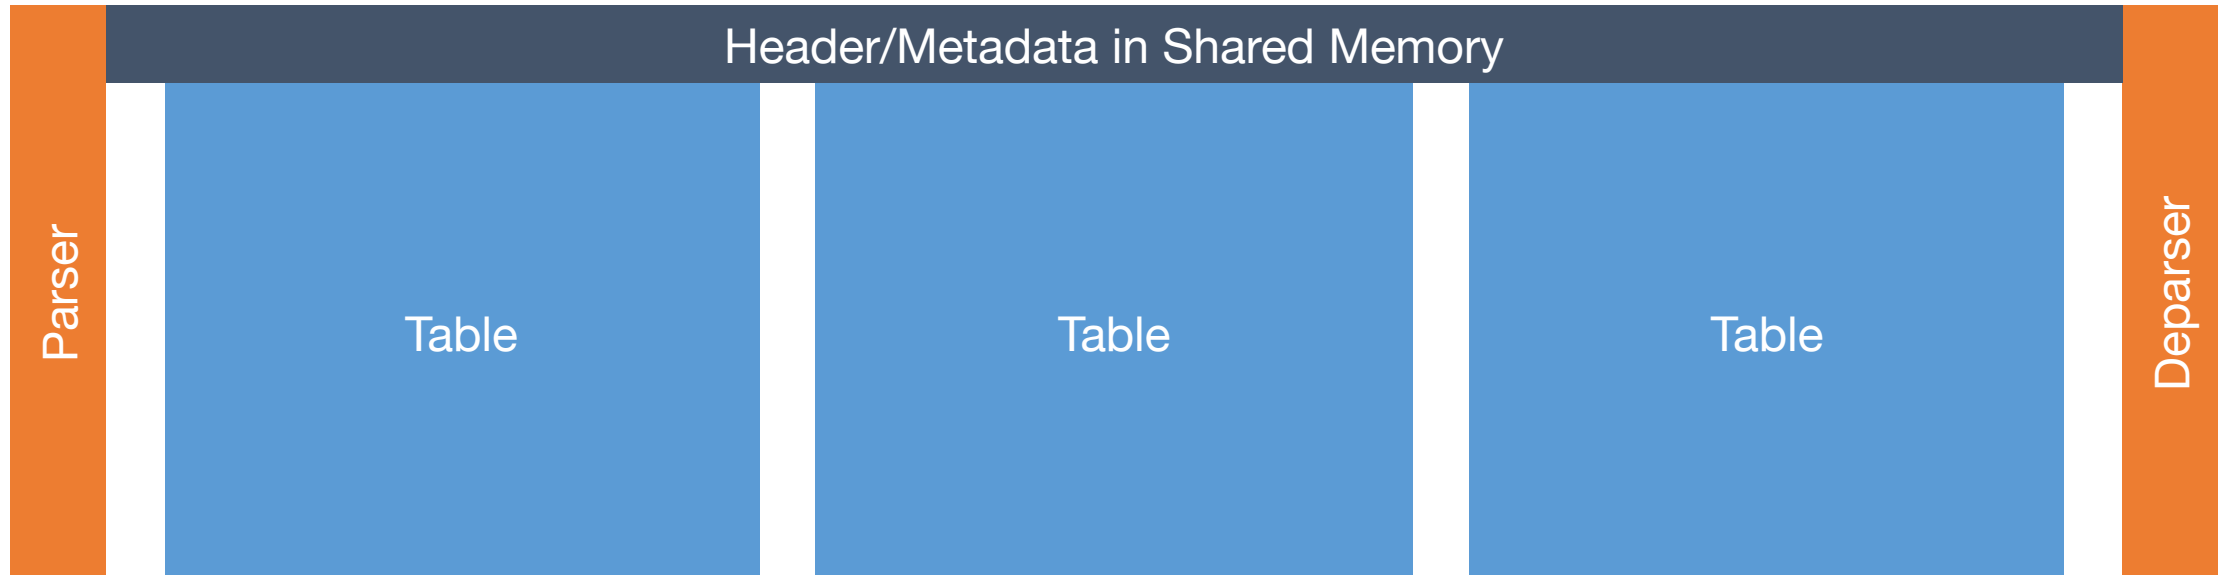 Header/Metadata in Shared Memory
Parser
Table
Table
Table
Deparser